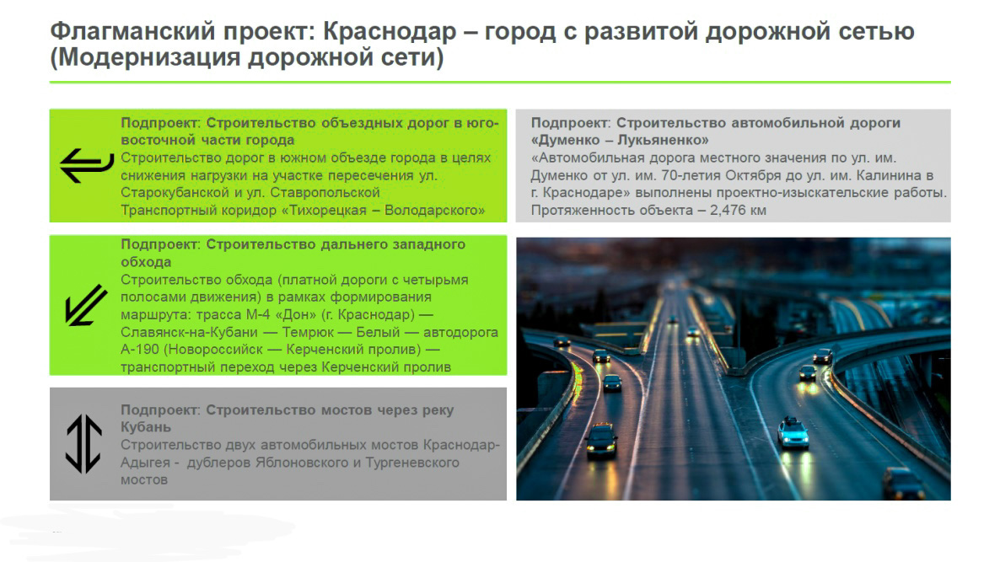 Флагманский проект: Краснодар – город с развитой дорожной сетью
(Модернизация дорожной сети)
Подпроект: Строительство объездных дорог в юго-
восточной части города
Строительство дорог в южном объезде города в целях
снижения нагрузки на участке пересечения ул.
Старокубанской и ул. Ставропольской
Транспортный коридор «Тихорецкая – Володарского»
Подпроект: Строительство дальнего западного
обхода
Строительство обхода (платной дороги с четырьмя
полосами движения) в рамках формирования
маршрута: трасса М-4 «Дон» (г. Краснодар) —
Славянск-на-Кубани — Темрюк — Белый — автодорога
А-190 (Новороссийск — Керченский пролив) —
транспортный переход через Керченский пролив
Подпроект: Строительство мостов через реку
Кубань
Строительство двух автомобильных мостов Краснодар-
Адыгея - дублеров Яблоновского и Тургеневского
мостов
Подпроект: Строительство автомобильной дороги
«Думенко – Лукьяненко»
«Автомобильная дорога местного значения по ул. им.
Думенко от ул. им. 70-летия Октября до ул. им. Калинина в
г. Краснодаре» выполнены проектно-изыскательские работы.
Протяженность объекта – 2,476 км